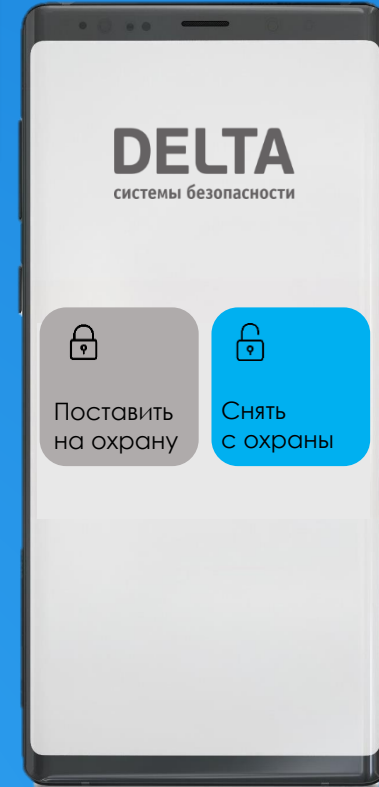 DELTA
системы безопасности
Поставить
на охрану
Снять
с охраны